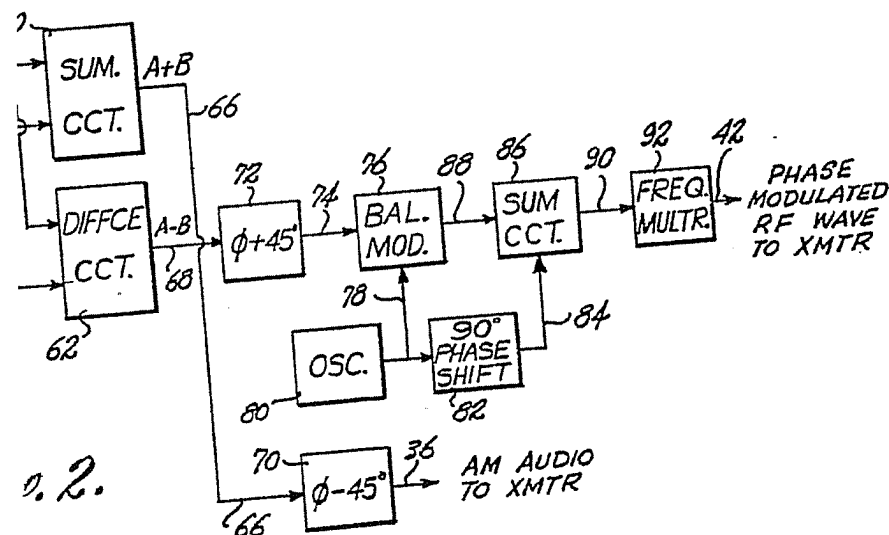 SUM.
CCT.
A+B
66
DIFFCE
CCT.
A-B
68
62
72
φ+45°
74
76
BAL.
MOD.
88
86
SUM
CCT.
90
92
FREQ.
MULTR.
42
PHASE
MODULATED
RF WAVE
TO XMTR
78
84
OSC.
80
90°
PHASE
SHIFT
82
70
φ-45°
36
AM AUDIO
TO XMTR
66
2.